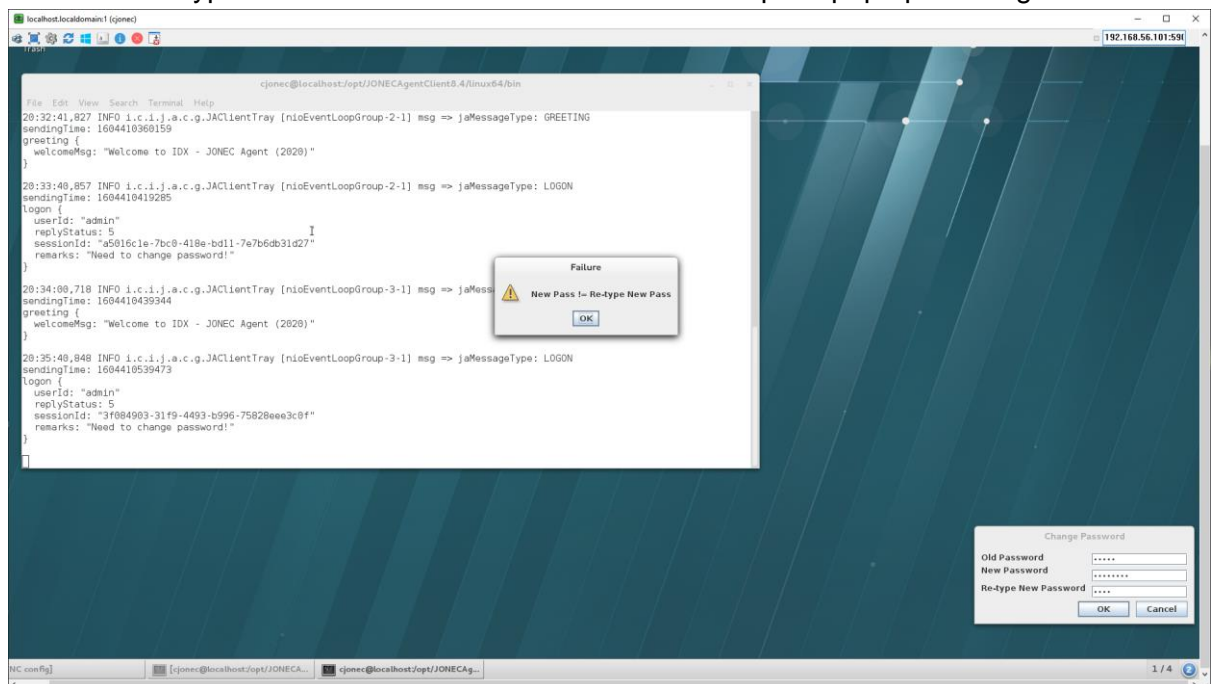 localhost.localdomain:1 (cjonec)
192.168.56.101:590
Trash
cjonec@localhost:/opt/JONECAgentClient8.4/linux64/bin
File Edit View Search Terminal Help
20:32:41,827 INFO i.c.i.j.a.c.g.JAClientTray [nioEventLoopGroup-2-1] msg => jaMessageType: GREETING
sendingTime: 1604410360159
greeting {
welcomeMsg: "Welcome to IDX - JONEC Agent (2020)"
}
20:33:40,857 INFO i.c.i.j.a.c.g.JAClientTray [nioEventLoopGroup-2-1] msg => jaMessageType: LOGON
sendingTime: 1604410419285
logon {
userId: "admin"
replyStatus: 5
sessionId: "a5016c1e-7bc0-418e-bd11-7e7b6db31d27"
remarks: "Need to change password!"
}
20:34:00,718 INFO i.c.i.j.a.c.g.JAClientTray [nioEventLoopGroup-3-1] msg => jaMess
sendingTime: 1604410439344
greeting {
welcomeMsg: "Welcome to IDX - JONEC Agent (2020)"
}
20:35:40,848 INFO i.c.i.j.a.c.g.JAClientTray [nioEventLoopGroup-3-1] msg => jaMessageType: LOGON
sendingTime: 1604410539473
logon {
userId: "admin"
replyStatus: 5
sessionId: "3f084903-31f9-4493-b996-75828eee3c0f"
remarks: "Need to change password!"
}
Failure
New Pass != Re-type New Pass
OK
Change Password
Old Password
New Password
Re-type New Password
OK Cancel
NC config]
[cjonec@localhost:/opt/JONECA...
cjonec@localhost:/opt/JONECAg...
1 / 4